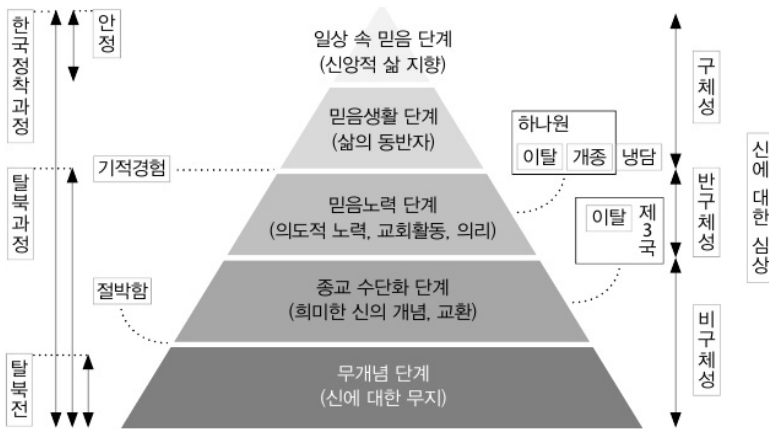 한국정착과정
안정
탈북과정
탈북전
기적경험
절박함
일상 속 믿음 단계
(신앙적 삶 지향)
믿음생활 단계
(삶의 동반자)
믿음노력 단계
(의도적 노력, 교회활동, 의리)
종교 수단화 단계
(희미한 신의 개념, 교환)
무개념 단계
(신에 대한 무지)
하나원
이탈 개종 냉담
이탈
제3국
구체성
반구체성
비구체성
신에 대한 심상